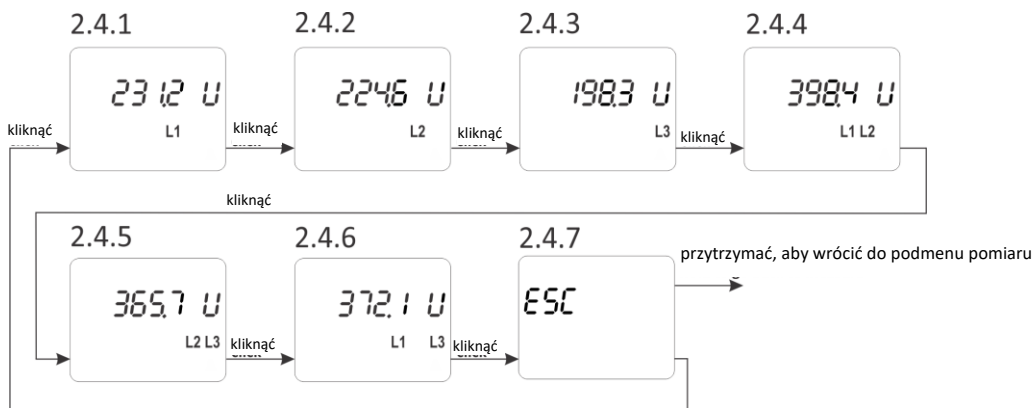 2.4.1 2.4.2 2.4.3 2.4.4
231.2 U 224.6 U 198.3 U 398.4 U
L1 L2 L3 L1 L2
kliknąć kliknąć kliknąć kliknąć
kliknąć
2.4.5 2.4.6 2.4.7
przytrzymać, aby wrócić do podmenu pomiaru
365.7 U 372.1 U ESC
L2 L3 L1 L3
kliknąć kliknąć